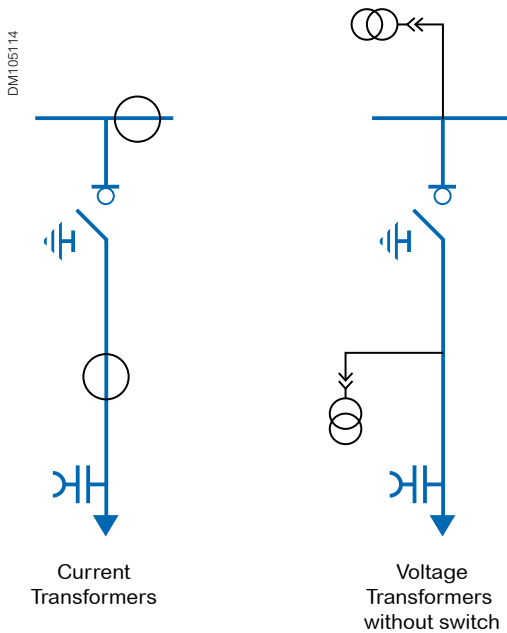 DM105114
Current
Transformers
Voltage
Transformers
without switch